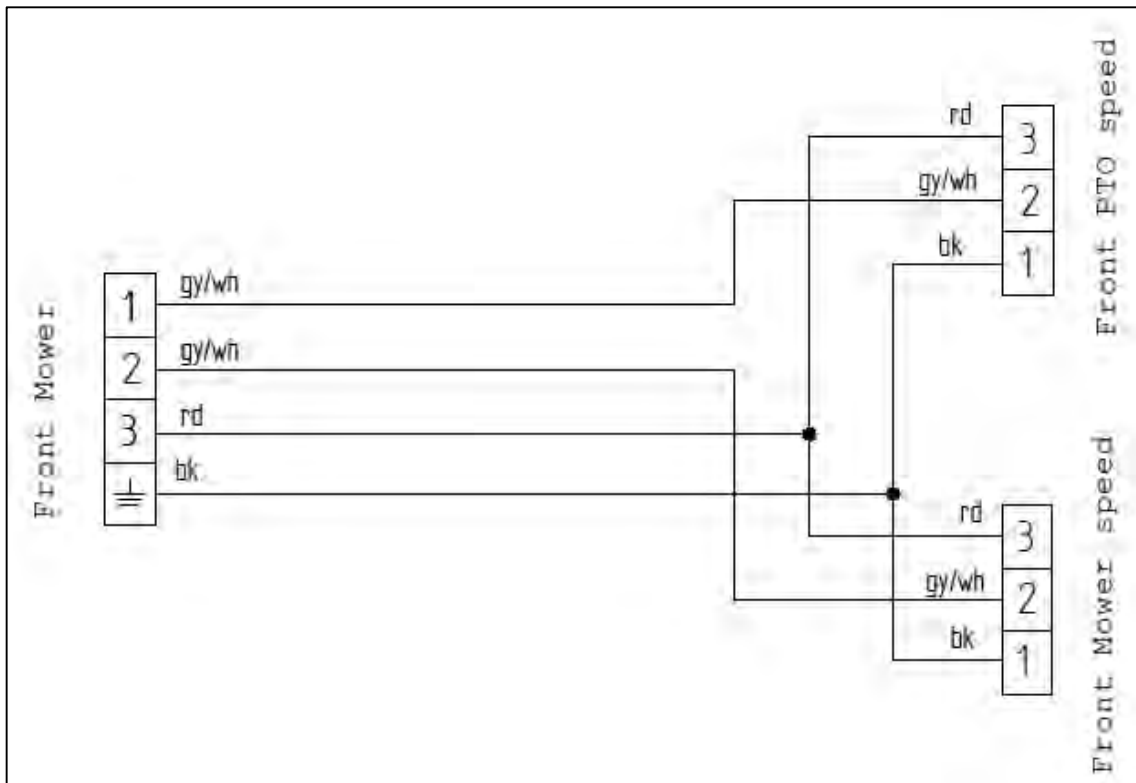 Front Mower
1
gy/wh
2
gy/wh
3
rd
bk
Front PTO speed
rd
3
gy/wh
2
bk
1
Front Mower speed
rd
3
gy/wh
2
bk
1